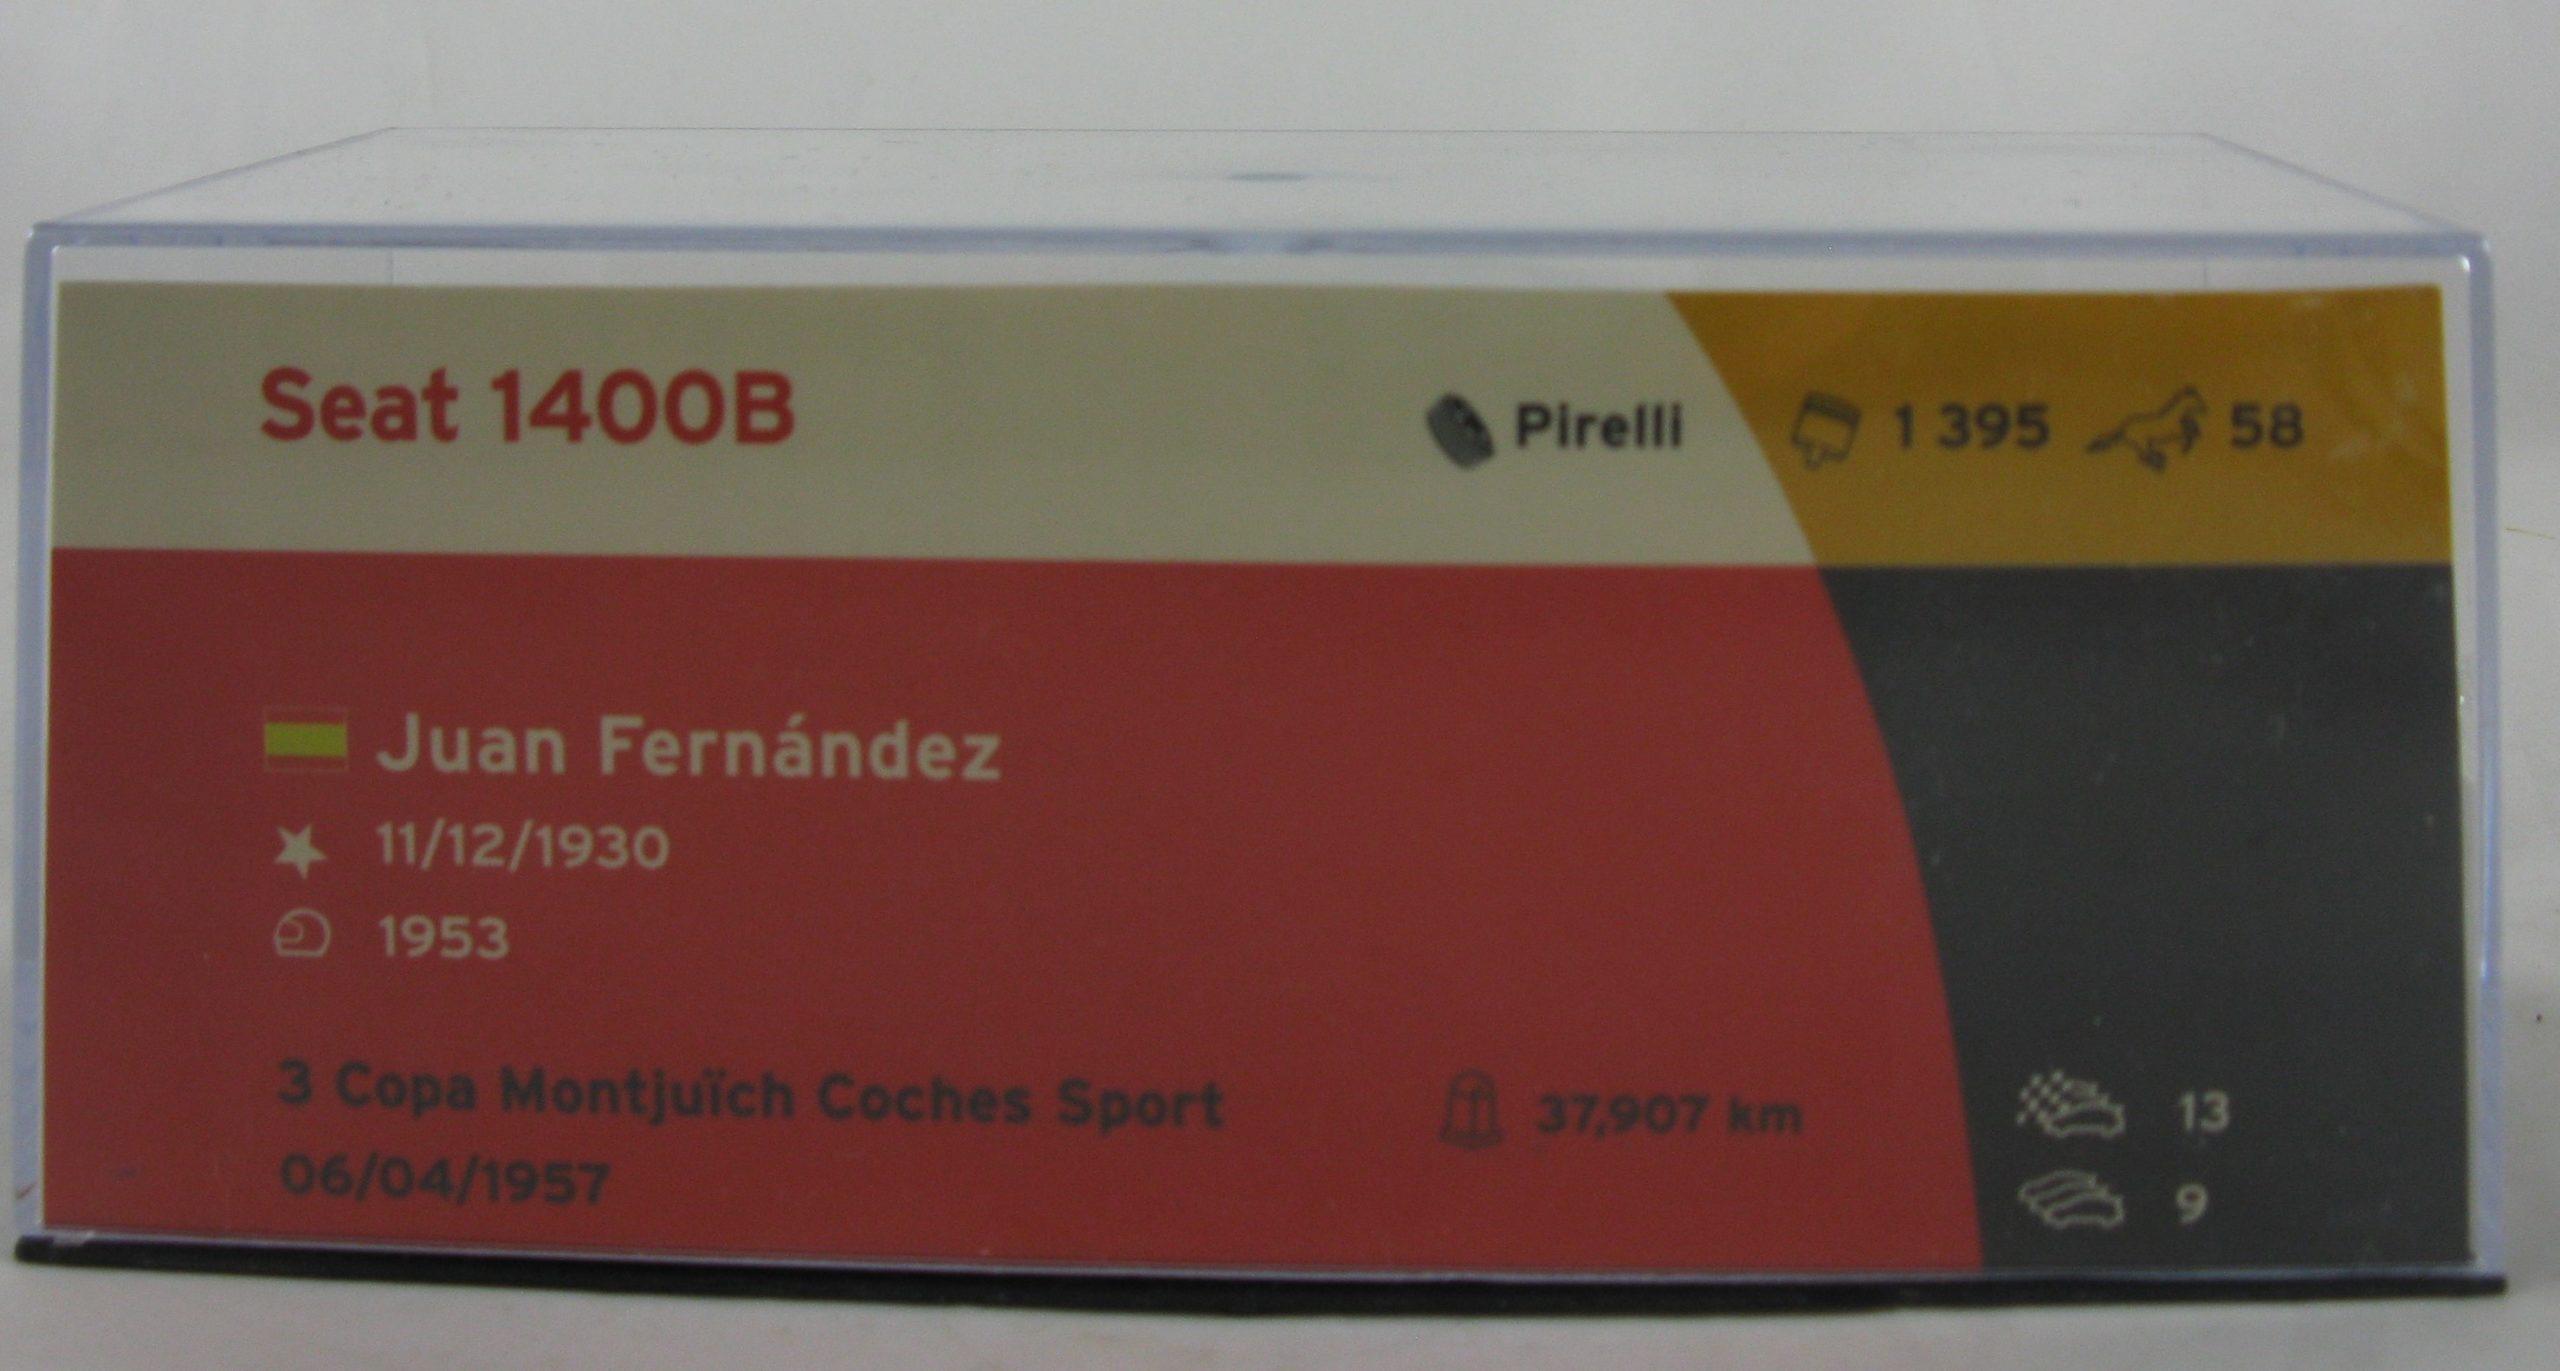 Seat 1400B
Pirelli
1 395
58
Juan Fernández
11/12/1930
1953
3 Copa Montjuïch Coches Sport
06/04/1957
37,907 km
13
9